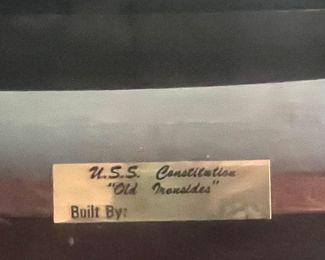 U.S.S. Constitution
"Old Ironsides"
Built By: